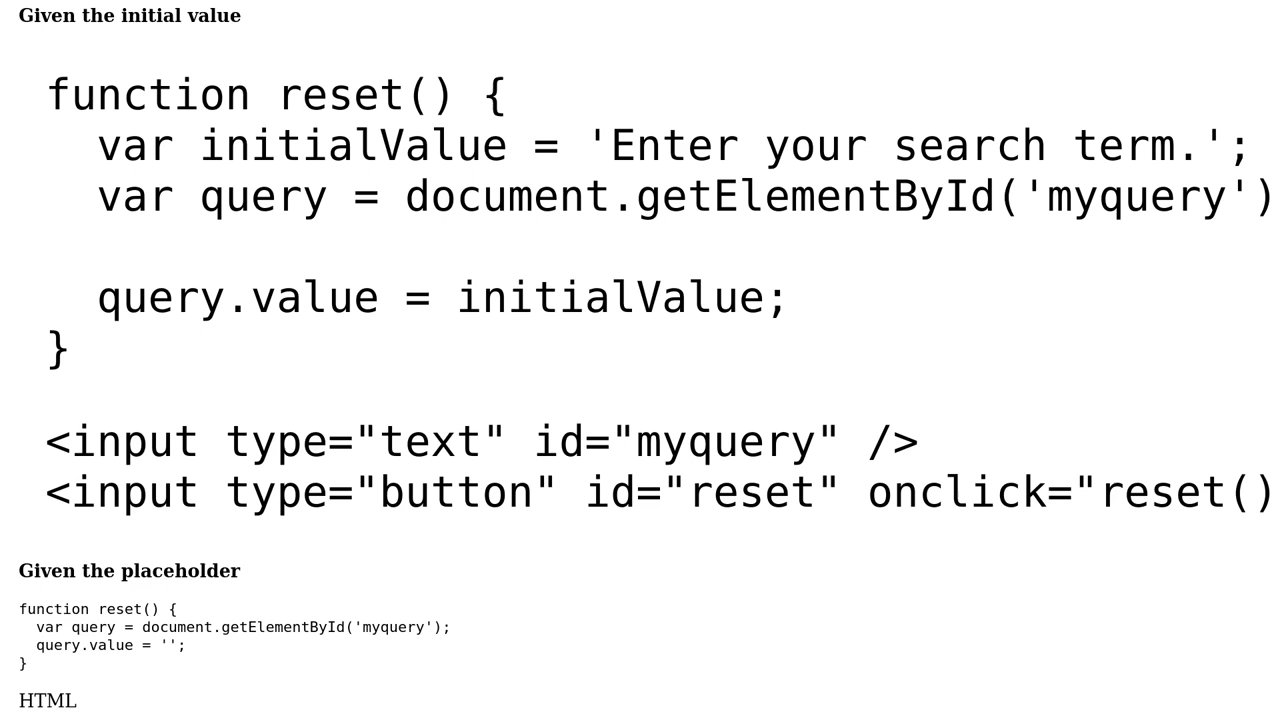 Given the initial value
function reset() {
  var initialValue = 'Enter your search term.';
  var query = document.getElementById('myquery')
  query.value = initialValue;
}
<input type="text" id="myquery" />
<input type="button" id="reset" onclick="reset()
Given the placeholder
function reset() {
  var query = document.getElementById('myquery');
  query.value = '';
}
HTML